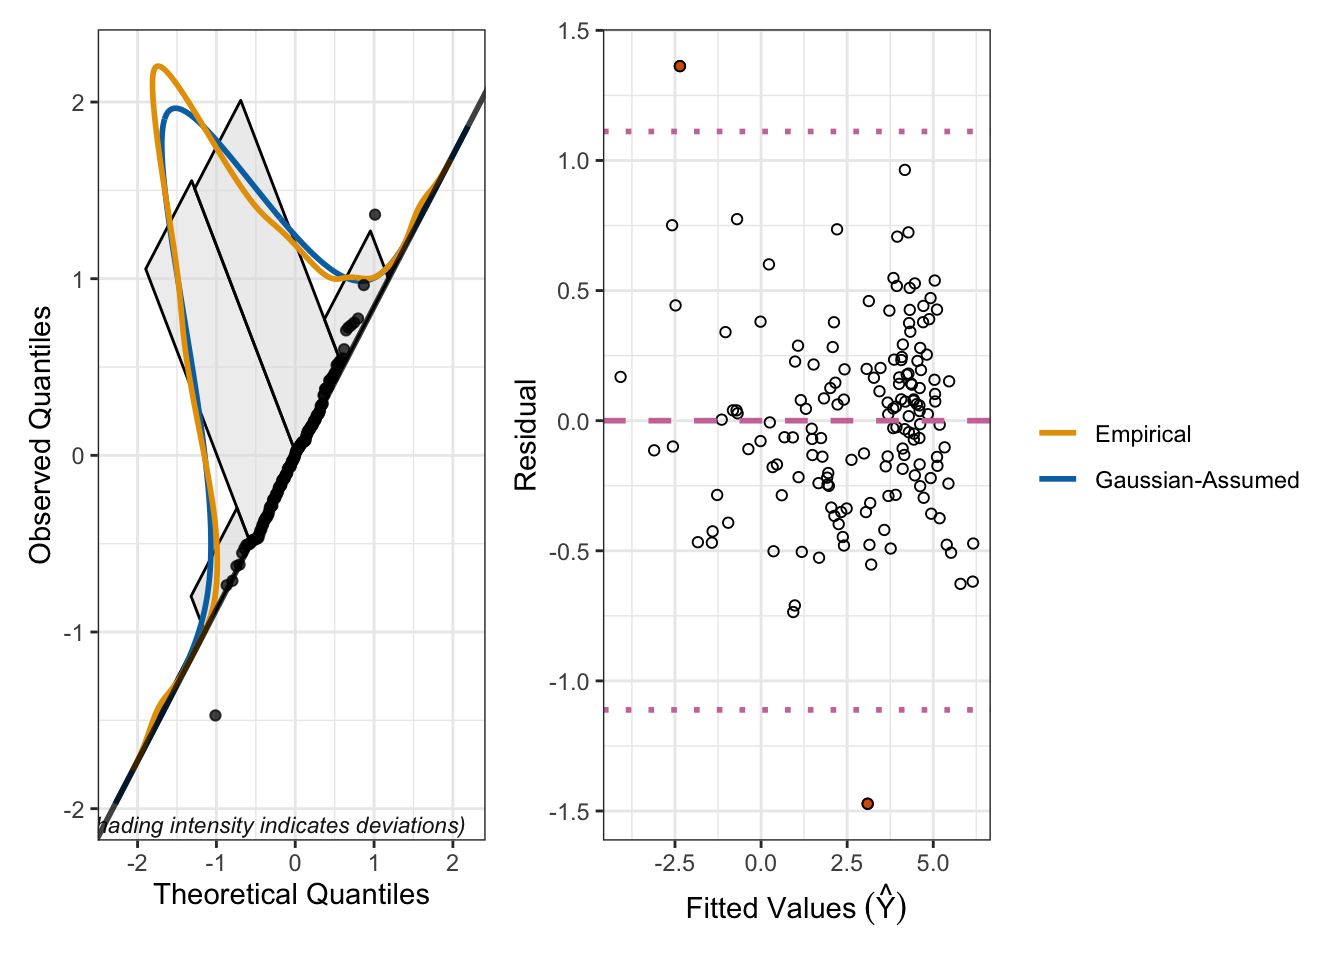 2
1
0
-1
-2
Observed Quantiles
hading intensity indicates deviations)
-2 -1 0 1 2
Theoretical Quantiles
1.5
1.0
0.5
0.0
-0.5
-1.0
-1.5
Residual
-2.5 0.0 2.5 5.0
Fitted Values (Ŷ)
Empirical
Gaussian-Assumed